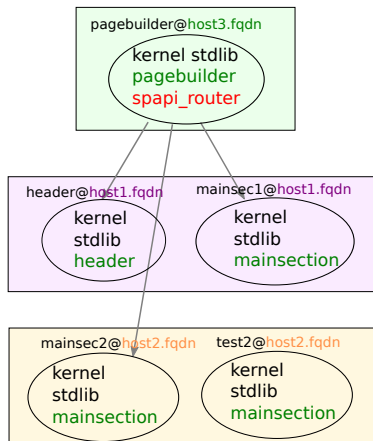 pagebuilder@host3.fqdn
kernel stdlib
pagebuilder
spapi_router
header@host1.fqdn
kernel
stdlib
header
mainsec1@host1.fqdn
kernel
stdlib
mainsection
mainsec2@host2.fqdn
kernel
stdlib
mainsection
test2@host2.fqdn
kernel
stdlib
mainsection